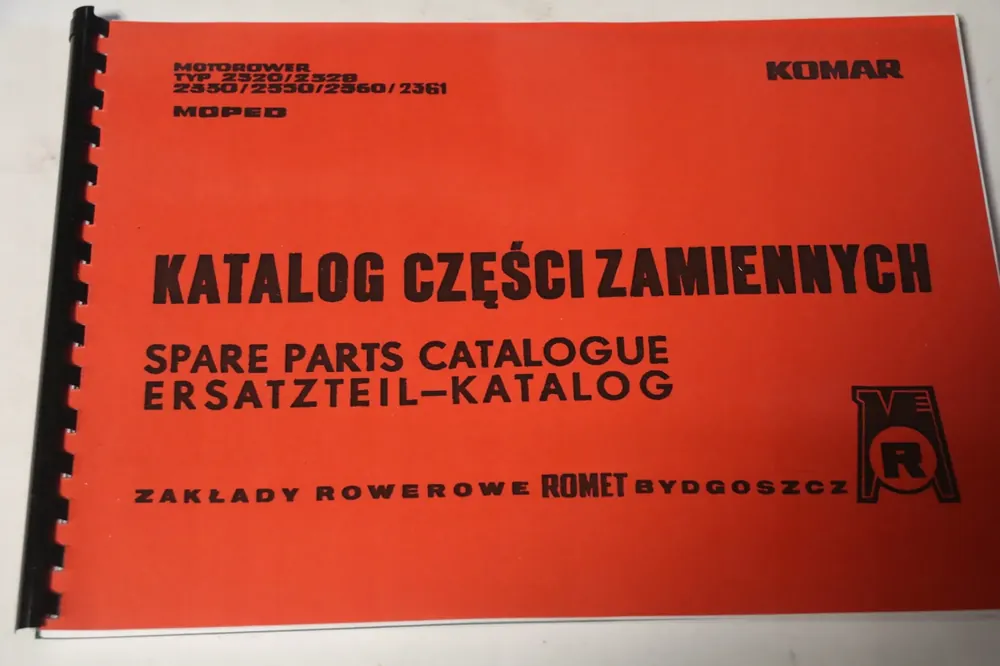 MOTOROWER
TYP 2320/2328
2330/2350/2360/2361
MOPED
KOMAR
KATALOG CZĘŚCI ZAMIENNYCH
SPARE PARTS CATALOGUE
ERSATZTEIL-KATALOG
ZAKŁADY ROWEROWE ROMET BYDGOSZCZ
R